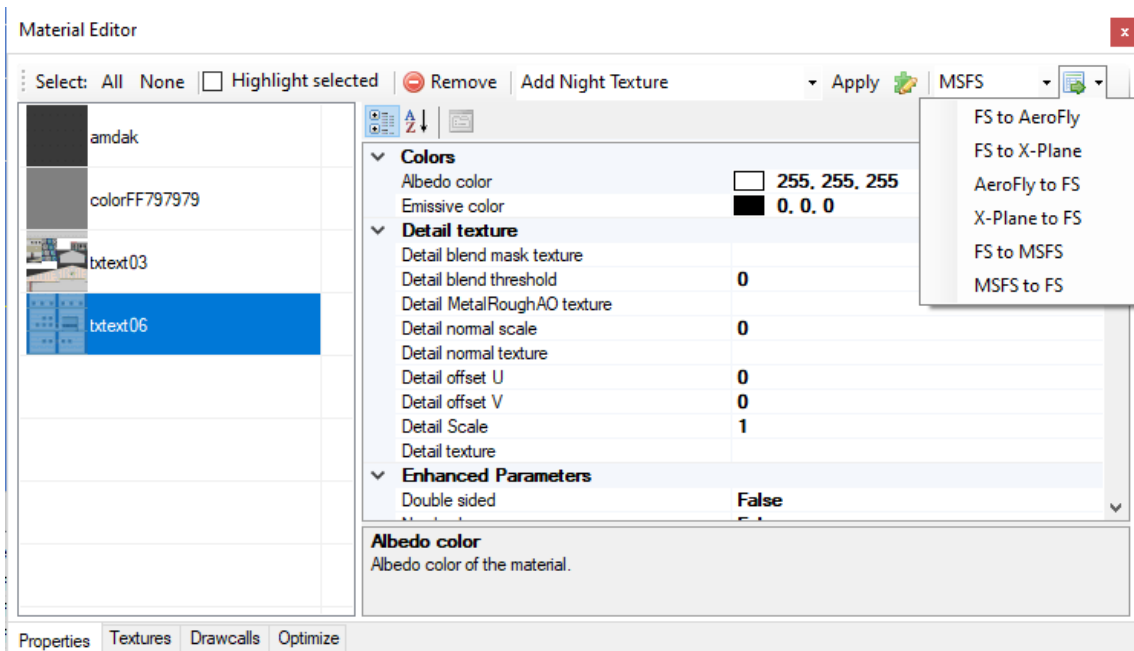 Material Editor
x
Select: All None Highlight selected Remove Add Night Texture Apply MSFS
FS to AeroFly
FS to X-Plane
AeroFly to FS
X-Plane to FS
FS to MSFS
MSFS to FS
amdak
colorFF797979
txtext03
txtext06
Colors
Albedo color 255, 255, 255
Emissive color 0, 0, 0
Detail texture
Detail blend mask texture
Detail blend threshold 0
Detail MetalRoughAO texture
Detail normal scale 0
Detail normal texture
Detail offset U 0
Detail offset V 0
Detail Scale 1
Detail texture
Enhanced Parameters
Double sided False
Albedo color
Albedo color of the material.
Properties Textures Drawcalls Optimize